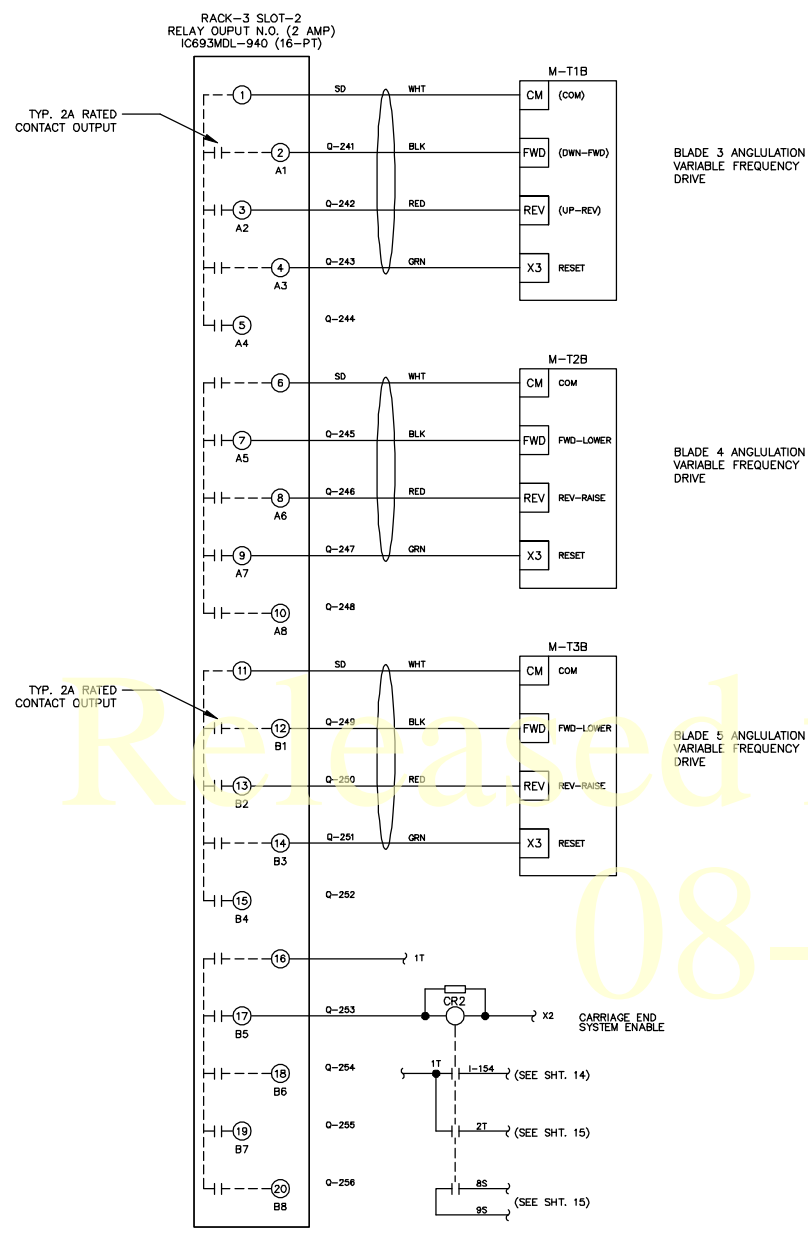 RACK-3 SLOT-2
RELAY OUPUT N.O. (2 AMP)
IC693MDL-940 (16-PT)
TYP. 2A RATED
CONTACT OUTPUT
M-T1B
1 SD WHT CM (COM)
2 Q-241 BLK FWD (DWN-FWD)
A1
3 Q-242 RED REV (UP-REV)
A2
4 Q-243 GRN X3 RESET
A3
5 Q-244
A4
BLADE 3 ANGLULATION
VARIABLE FREQUENCY
DRIVE
M-T2B
6 SD WHT CM COM
7 Q-245 BLK FWD FWD-LOWER
A5
8 Q-246 RED REV REV-RAISE
A6
9 Q-247 GRN X3 RESET
A7
10 Q-248
A8
BLADE 4 ANGLULATION
VARIABLE FREQUENCY
DRIVE
M-T3B
11 SD WHT CM COM
TYP. 2A RATED
CONTACT OUTPUT
12 Q-249 BLK FWD FWD-LOWER
B1
13 Q-250 RED REV REV-RAISE
B2
14 Q-251 GRN X3 RESET
B3
15 Q-252
B4
BLADE 5 ANGLULATION
VARIABLE FREQUENCY
DRIVE
16 1T
17 Q-253 CR2 X2
B5
CARRIAGE END
SYSTEM ENABLE
18 Q-254 1T I-154 (SEE SHT. 14)
B6
19 Q-255 2T (SEE SHT. 15)
B7
20 Q-256 8S
B8
(SEE SHT. 15)
9S
Released
08-